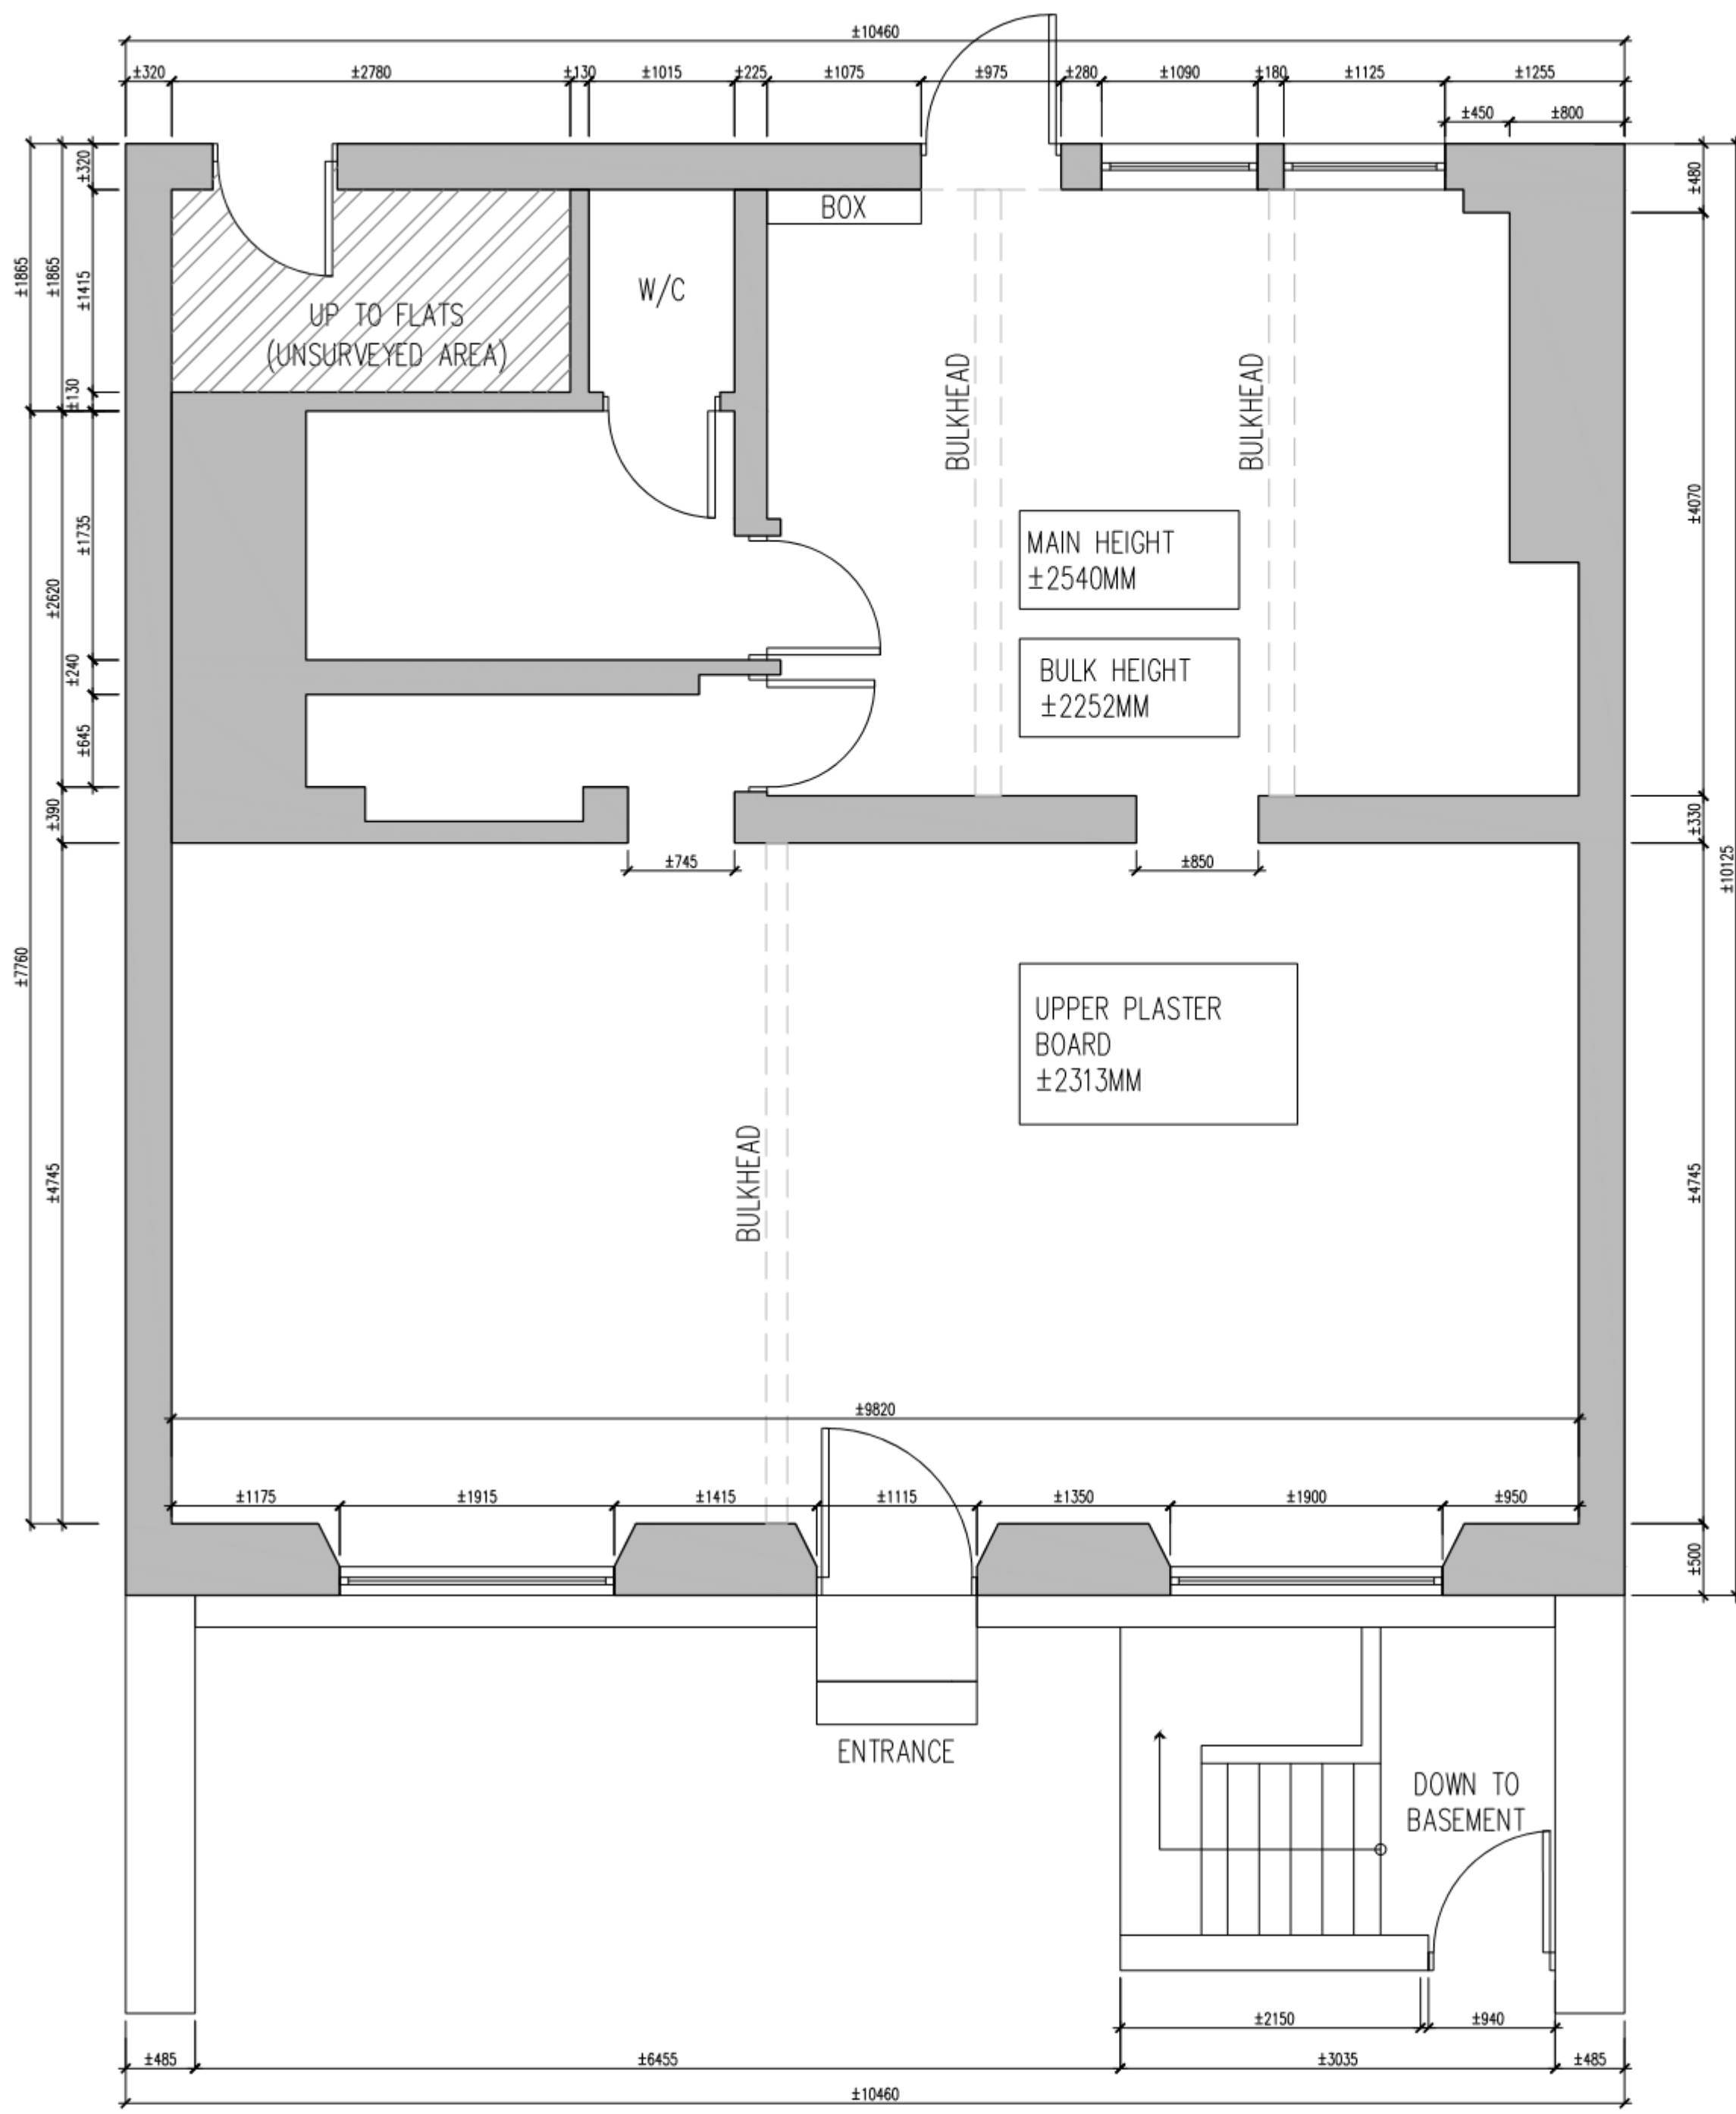 ±10460
±320 ±2780 ±130 ±1015 ±225 ±1075 ±975 ±280 ±1090 ±180 ±1125 ±1255
±450 ±800
±320
±480
BOX
±1865
±1865
±1415
W/C
UP TO FLATS
(UNSURVEYED AREA)
±130
BULKHEAD
BULKHEAD
±4070
±1735
MAIN HEIGHT
±2540MM
±2620
±240
BULK HEIGHT
±2252MM
±645
±390
±330
±745
±850
±10125
±7760
UPPER PLASTER
BOARD
±2313MM
±4745
BULKHEAD
±4745
±9820
±1175 ±1915 ±1415 ±1115 ±1350 ±1900 ±950
±500
ENTRANCE
DOWN TO
BASEMENT
±2150 ±940
±485 ±6455 ±3035 ±485
±10460